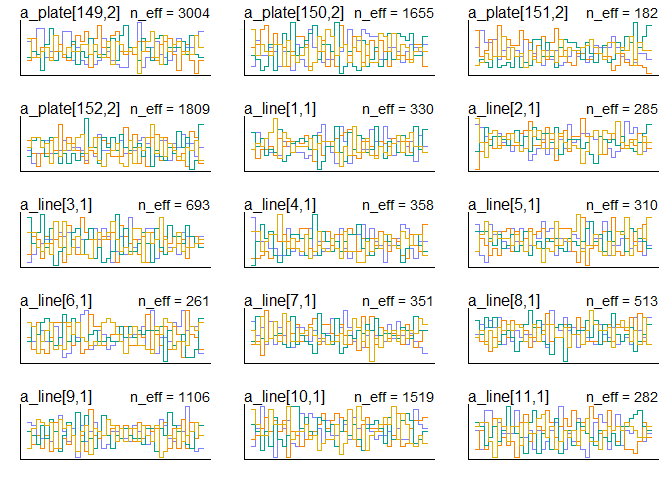 a_plate[149,2] n_eff = 3004
a_plate[150,2] n_eff = 1655
a_plate[151,2] n_eff = 182
a_plate[152,2] n_eff = 1809
a_line[1,1] n_eff = 330
a_line[2,1] n_eff = 285
a_line[3,1] n_eff = 693
a_line[4,1] n_eff = 358
a_line[5,1] n_eff = 310
a_line[6,1] n_eff = 261
a_line[7,1] n_eff = 351
a_line[8,1] n_eff = 513
a_line[9,1] n_eff = 1106
a_line[10,1] n_eff = 1519
a_line[11,1] n_eff = 282